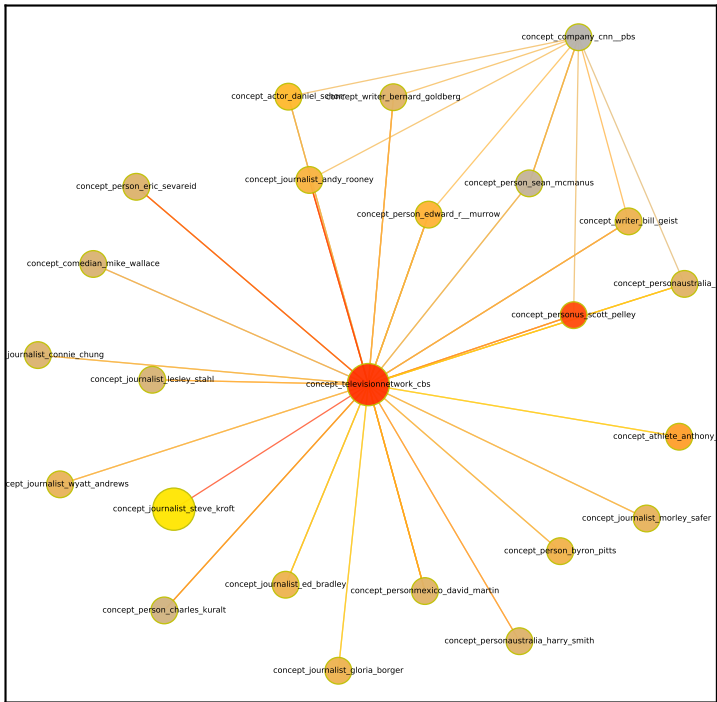 concept_company_cnn__pbs
concept_actor_daniel_schorr
concept_writer_bernard_goldberg
concept_journalist_andy_rooney
concept_person_sean_mcmanus
concept_person_eric_sevareid
concept_person_edward_r__murrow
concept_writer_bill_geist
concept_comedian_mike_wallace
concept_personaustralia_
concept_personus_scott_pelley
journalist_connie_chung
concept_journalist_lesley_stahl
concept_televisionnetwork_cbs
concept_athlete_anthony_
cept_journalist_wyatt_andrews
concept_journalist_steve_kroft
concept_journalist_morley_safer
concept_person_byron_pitts
concept_journalist_ed_bradley
concept_personmexico_david_martin
concept_person_charles_kuralt
concept_personaustralia_harry_smith
concept_journalist_gloria_borger